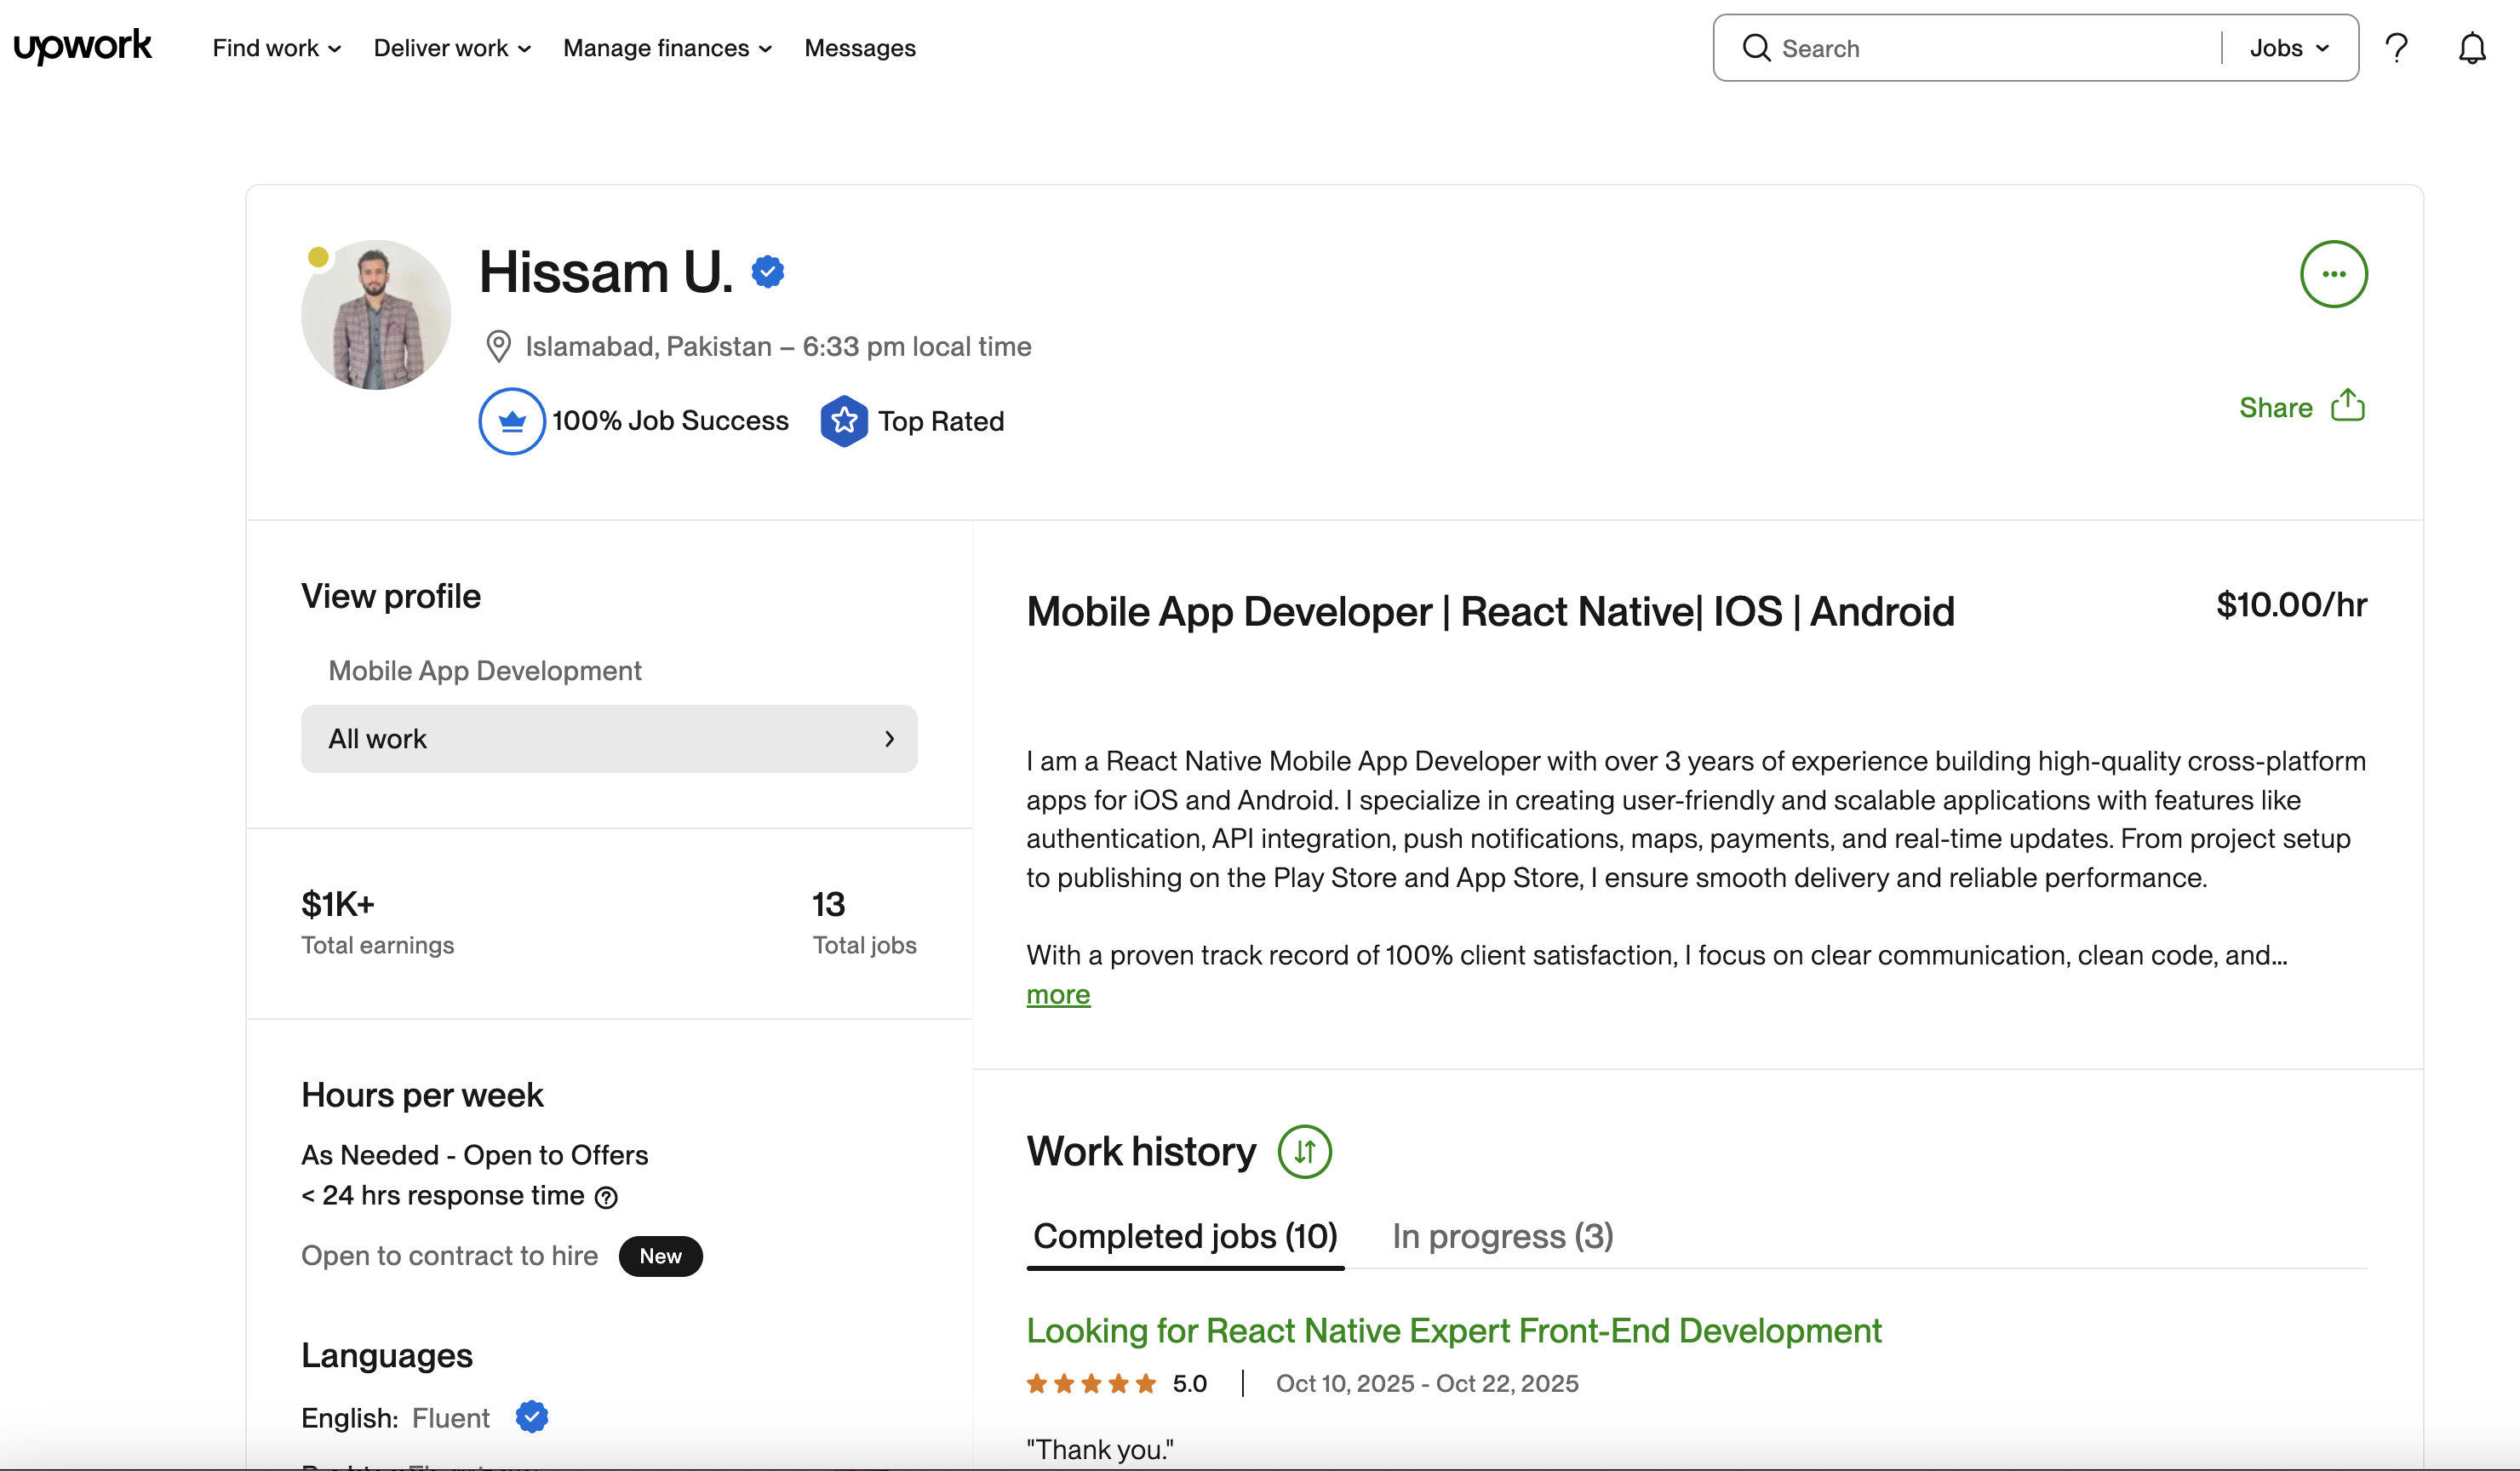 upwork
Find work
Deliver work
Manage finances
Messages
Search
Jobs
Hissam U.
Islamabad, Pakistan – 6:33 pm local time
100% Job Success
Top Rated
Share
View profile
Mobile App Development
All work
$1K+
Total earnings
13
Total jobs
Hours per week
As Needed - Open to Offers
< 24 hrs response time
Open to contract to hire
New
Languages
English: Fluent
Mobile App Developer | React Native| IOS | Android
$10.00/hr
I am a React Native Mobile App Developer with over 3 years of experience building high-quality cross-platform
apps for iOS and Android. I specialize in creating user-friendly and scalable applications with features like
authentication, API integration, push notifications, maps, payments, and real-time updates. From project setup
to publishing on the Play Store and App Store, I ensure smooth delivery and reliable performance.
With a proven track record of 100% client satisfaction, I focus on clear communication, clean code, and...
more
Work history
Completed jobs (10)
In progress (3)
Looking for React Native Expert Front-End Development
5.0
Oct 10, 2025 - Oct 22, 2025
"Thank you."